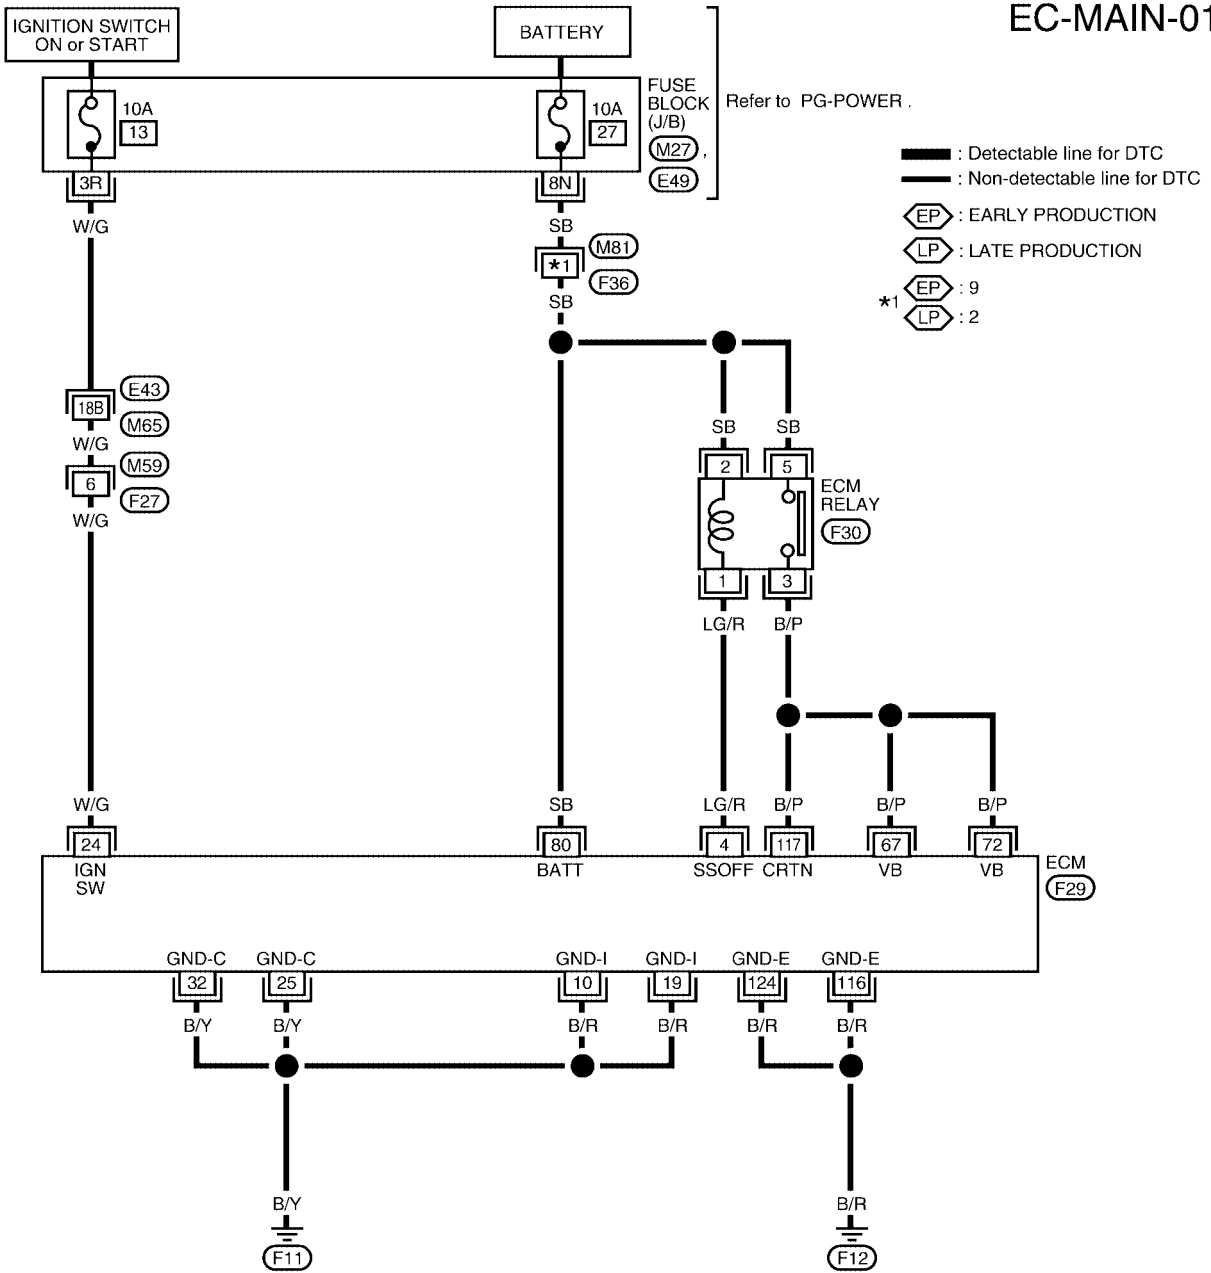 EC-MAIN-01
IGNITION SWITCH
ON or START
BATTERY
10A
13
10A
27
FUSE
BLOCK
(J/B)
M27 ,
E49
Refer to PG-POWER .
: Detectable line for DTC
: Non-detectable line for DTC
EP : EARLY PRODUCTION
LP : LATE PRODUCTION
*1 EP : 9
LP : 2
3R
8N
W/G
SB
*1
M81
F36
SB
18B
E43
M65
W/G
6
M59
F27
W/G
SB SB
2 5
ECM
RELAY
F30
1 3
LG/R B/P
W/G SB LG/R B/P B/P B/P
24 80 4 117 67 72
IGN
SW
BATT SSOFF CRTN VB VB
ECM
F29
GND-C GND-C GND-I GND-I GND-E GND-E
32 25 10 19 124 116
B/Y B/Y B/R B/R B/R B/R
B/Y B/R
F11 F12